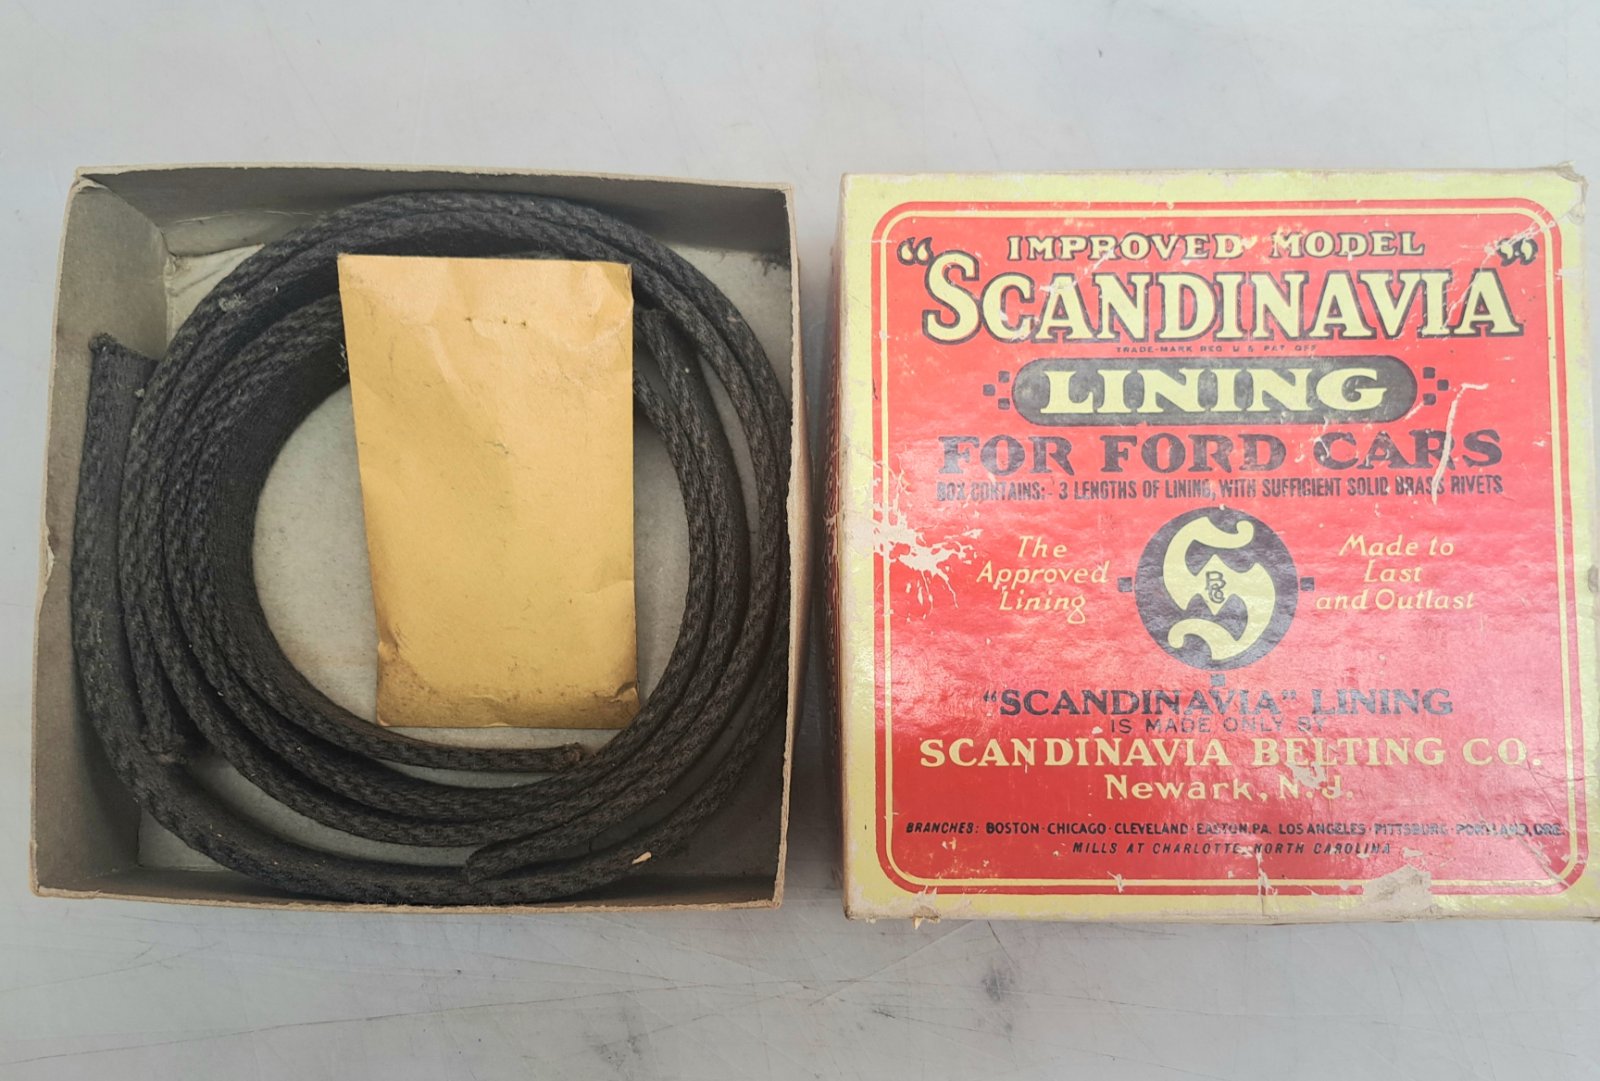 IMPROVED MODEL
"SCANDINAVIA"
TRADE-MARK REG. U.S. PAT. OFF.
LINING
FOR FORD CARS
BOX CONTAINS:- 3 LENGTHS OF LINING, WITH SUFFICIENT SOLID BRASS RIVETS
The
Approved
Lining
S
B
Co
Made to
Last
and Outlast
"SCANDINAVIA" LINING
IS MADE ONLY BY
SCANDINAVIA BELTING CO.
Newark, N.J.
BRANCHES: BOSTON - CHICAGO - CLEVELAND - EASTON, PA. LOS ANGELES - PITTSBURG - PORTLAND, ORE.
MILLS AT CHARLOTTE, NORTH CAROLINA